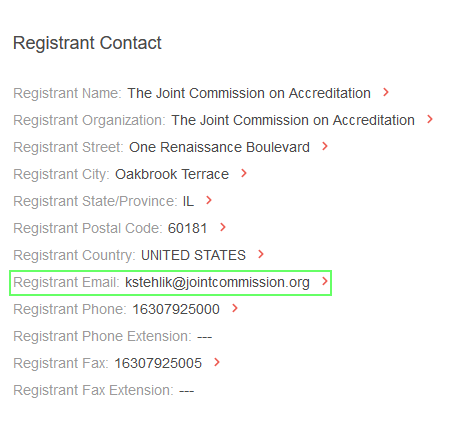 Registrant Contact
Registrant Name: The Joint Commission on Accreditation
Registrant Organization: The Joint Commission on Accreditation
Registrant Street: One Renaissance Boulevard
Registrant City: Oakbrook Terrace
Registrant State/Province: IL
Registrant Postal Code: 60181
Registrant Country: UNITED STATES
Registrant Email: kstehlik@jointcommission.org
Registrant Phone: 16307925000
Registrant Phone Extension: ---
Registrant Fax: 16307925005
Registrant Fax Extension: ---